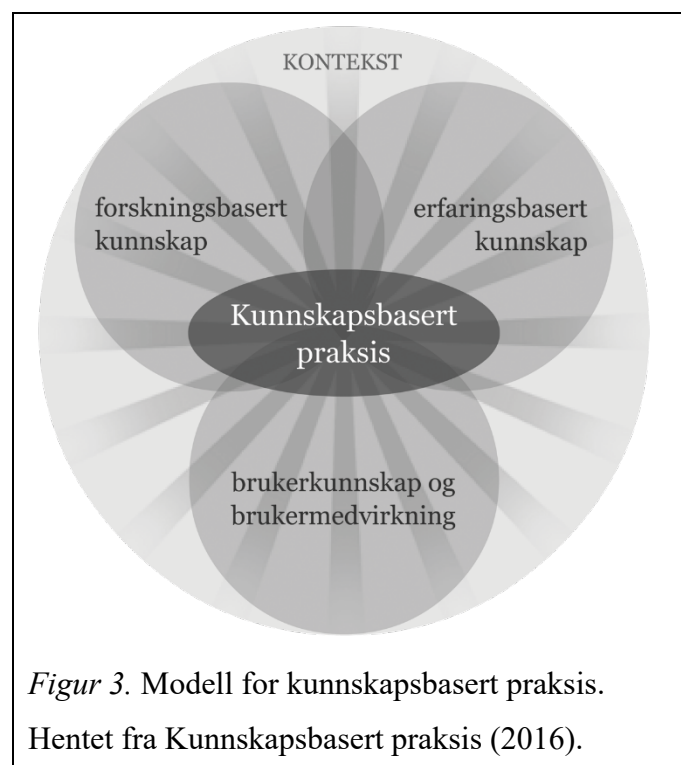 KONTEKST
forskningsbasert
kunnskap
erfaringsbasert
kunnskap
Kunnskapsbasert
praksis
brukerkunnskap og
brukermedvirkning
Figur 3. Modell for kunnskapsbasert praksis.
Hentet fra Kunnskapsbasert praksis (2016).